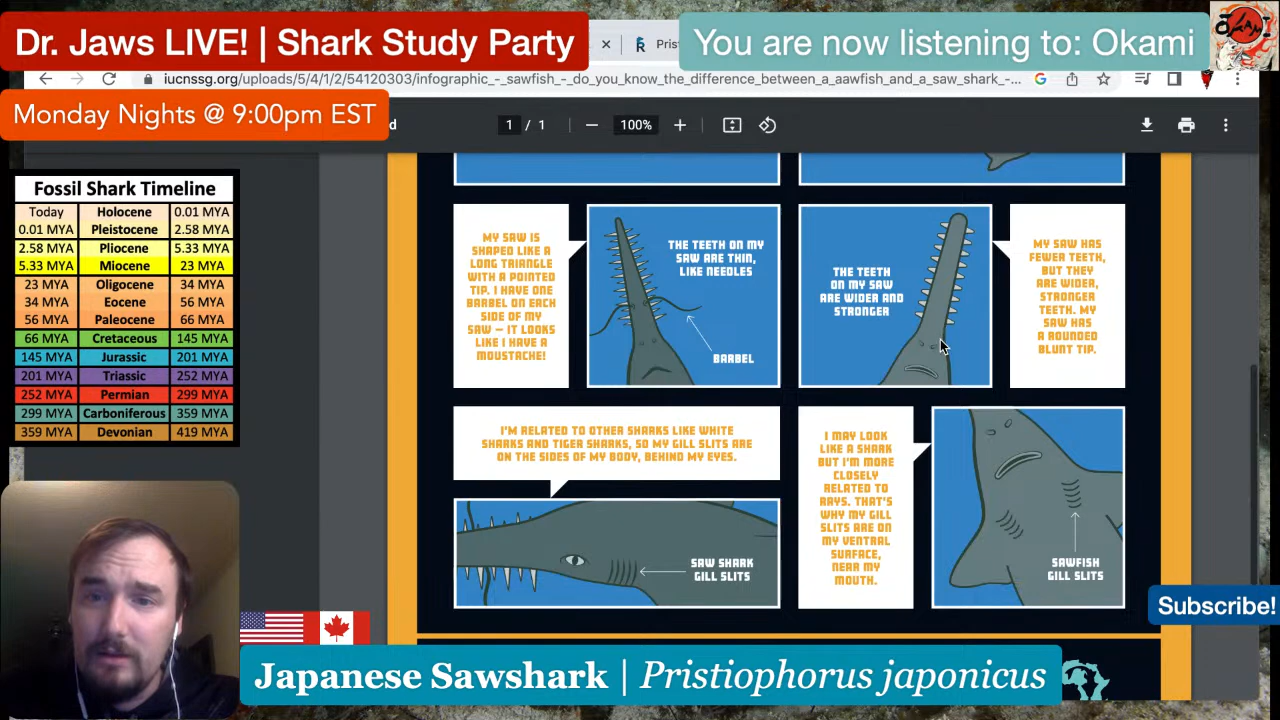 Dr. Jaws LIVE! | Shark Study Party
You are now listening to: Okami
iucnssg.org/uploads/5/4/1/2/54120303/infographic_-_sawfish_-_do_you_know_the_difference_between_a_aawfish_and_a_saw_shark_-...
Monday Nights @ 9:00pm EST
1 / 1
100%
Fossil Shark Timeline
Today Holocene 0.01 MYA
0.01 MYA Pleistocene 2.58 MYA
2.58 MYA Pliocene 5.33 MYA
5.33 MYA Miocene 23 MYA
23 MYA Oligocene 34 MYA
34 MYA Eocene 56 MYA
56 MYA Paleocene 66 MYA
66 MYA Cretaceous 145 MYA
145 MYA Jurassic 201 MYA
201 MYA Triassic 252 MYA
252 MYA Permian 299 MYA
299 MYA Carboniferous 359 MYA
359 MYA Devonian 419 MYA
MY SAW IS
SHAPED LIKE A
LONG TRIANGLE
WITH A POINTED
TIP. I HAVE ONE
BARBEL ON EACH
SIDE OF MY
SAW – IT LOOKS
LIKE I HAVE A
MOUSTACHE!
THE TEETH ON MY
SAW ARE THIN,
LIKE NEEDLES
BARBEL
THE TEETH
ON MY SAW
ARE WIDER AND
STRONGER
MY SAW HAS
FEWER TEETH,
BUT THEY
ARE WIDER,
STRONGER
TEETH. MY
SAW HAS
A ROUNDED
BLUNT TIP.
I'M RELATED TO OTHER SHARKS LIKE WHITE
SHARKS AND TIGER SHARKS, SO MY GILL SLITS ARE
ON THE SIDES OF MY BODY, BEHIND MY EYES.
SAW SHARK
GILL SLITS
I MAY LOOK
LIKE A SHARK
BUT I'M MORE
CLOSELY
RELATED TO
RAYS. THAT'S
WHY MY GILL
SLITS ARE ON
MY VENTRAL
SURFACE,
NEAR MY
MOUTH.
SAWFISH
GILL SLITS
Subscribe!
Japanese Sawshark | Pristiophorus japonicus